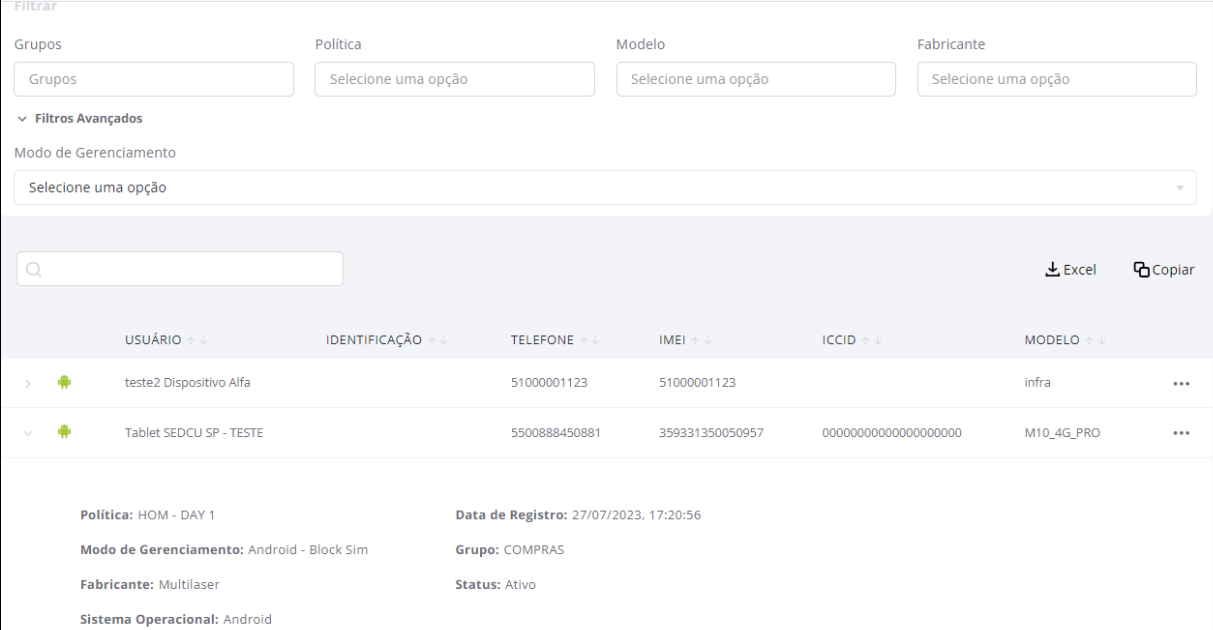 Filtrar
Grupos Política Modelo Fabricante
Grupos Selecione uma opção Selecione uma opção Selecione uma opção
Filtros Avançados
Modo de Gerenciamento
Selecione uma opção
Excel Copiar
USUÁRIO IDENTIFICAÇÃO TELEFONE IMEI ICCID MODELO
teste2 Dispositivo Alfa 51000001123 51000001123 infra
Tablet SEDCU SP - TESTE 5500888450881 359331350050957 00000000000000000000 M10_4G_PRO
Política: HOM - DAY 1 Data de Registro: 27/07/2023, 17:20:56
Modo de Gerenciamento: Android - Block Sim Grupo: COMPRAS
Fabricante: Multilaser Status: Ativo
Sistema Operacional: Android